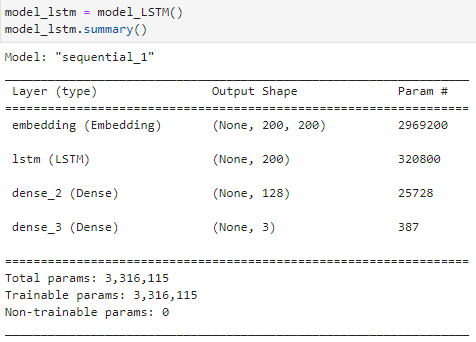 model_lstm = model_LSTM()
model_lstm.summary()
Model: "sequential_1"
Layer (type) Output Shape Param #
embedding (Embedding) (None, 200, 200) 2969200
lstm (LSTM) (None, 200) 320800
dense_2 (Dense) (None, 128) 25728
dense_3 (Dense) (None, 3) 387
Total params: 3,316,115
Trainable params: 3,316,115
Non-trainable params: 0